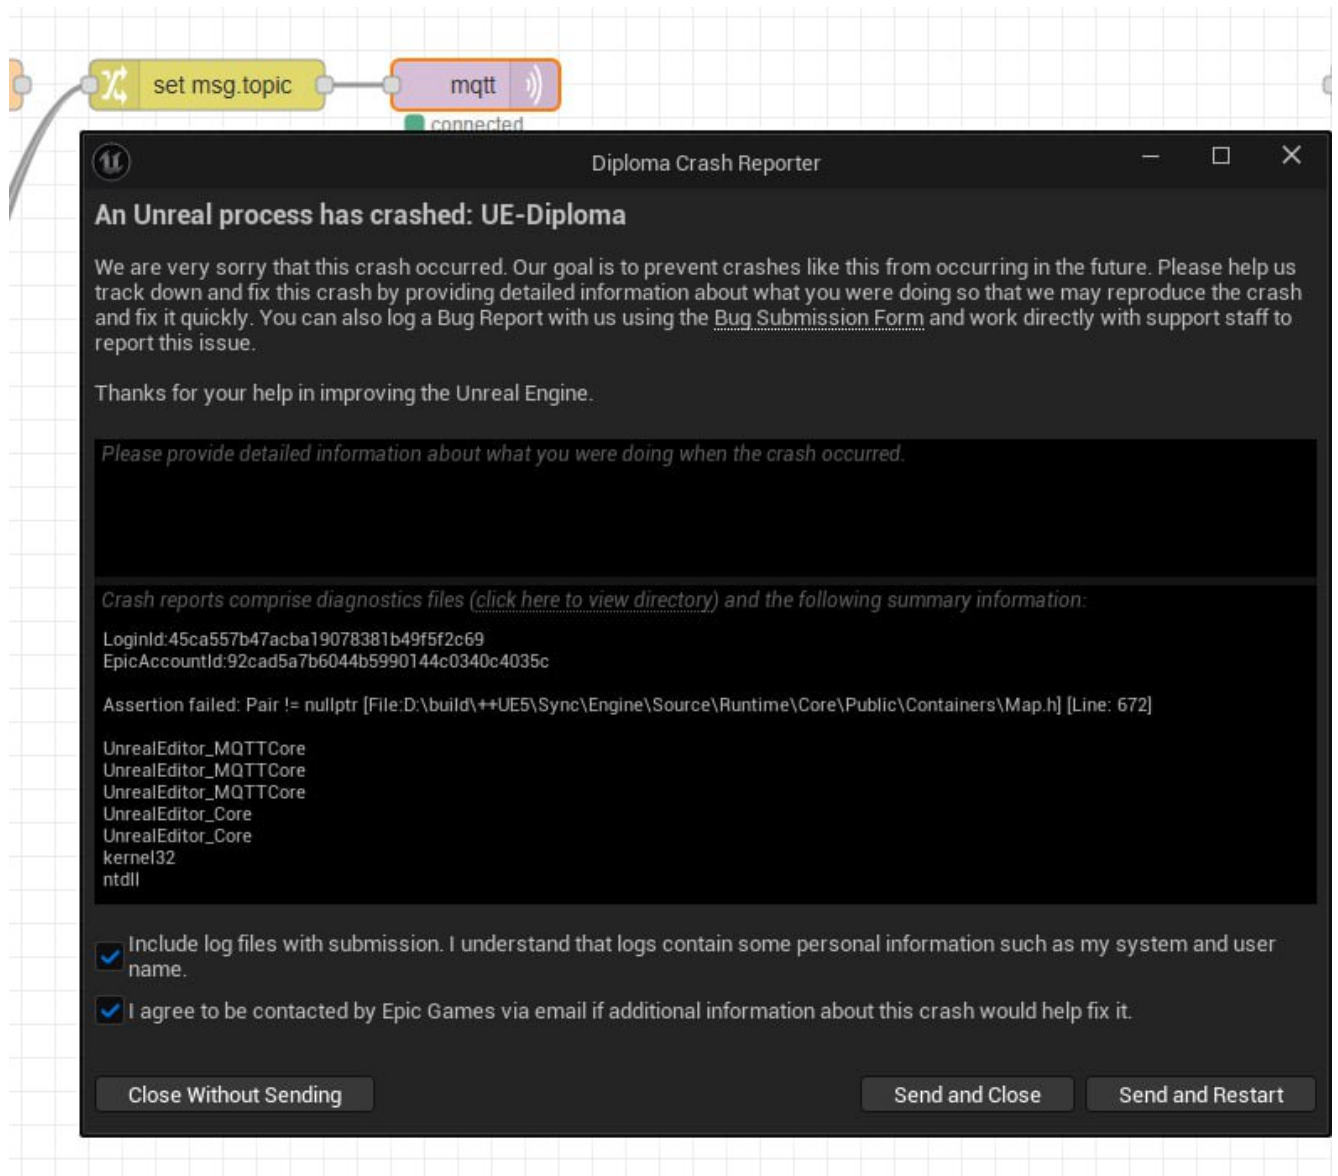 set msg.topic
mqtt
connected
Diploma Crash Reporter
An Unreal process has crashed: UE-Diploma
We are very sorry that this crash occurred. Our goal is to prevent crashes like this from occurring in the future. Please help us
track down and fix this crash by providing detailed information about what you were doing so that we may reproduce the crash
and fix it quickly. You can also log a Bug Report with us using the Bug Submission Form and work directly with support staff to
report this issue.
Thanks for your help in improving the Unreal Engine.
Please provide detailed information about what you were doing when the crash occurred.
Crash reports comprise diagnostics files (click here to view directory) and the following summary information:
LoginId:45ca557b47acba19078381b49f5f2c69
EpicAccountId:92cad5a7b6044b5990144c0340c4035c
Assertion failed: Pair != nullptr [File:D:\build\++UE5\Sync\Engine\Source\Runtime\Core\Public\Containers\Map.h] [Line: 672]
UnrealEditor_MQTTCore
UnrealEditor_MQTTCore
UnrealEditor_MQTTCore
UnrealEditor_Core
UnrealEditor_Core
kernel32
ntdll
Include log files with submission. I understand that logs contain some personal information such as my system and user
name.
I agree to be contacted by Epic Games via email if additional information about this crash would help fix it.
Close Without Sending
Send and Close
Send and Restart